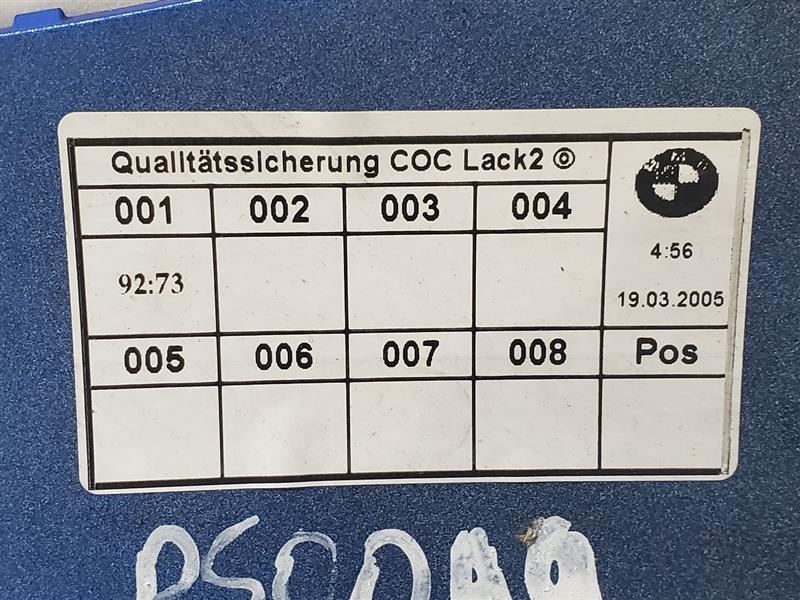 Qualitätssicherung COC Lack2 ⓞ
001 002 003 004
4:56
92:73
19.03.2005
005 006 007 008 Pos